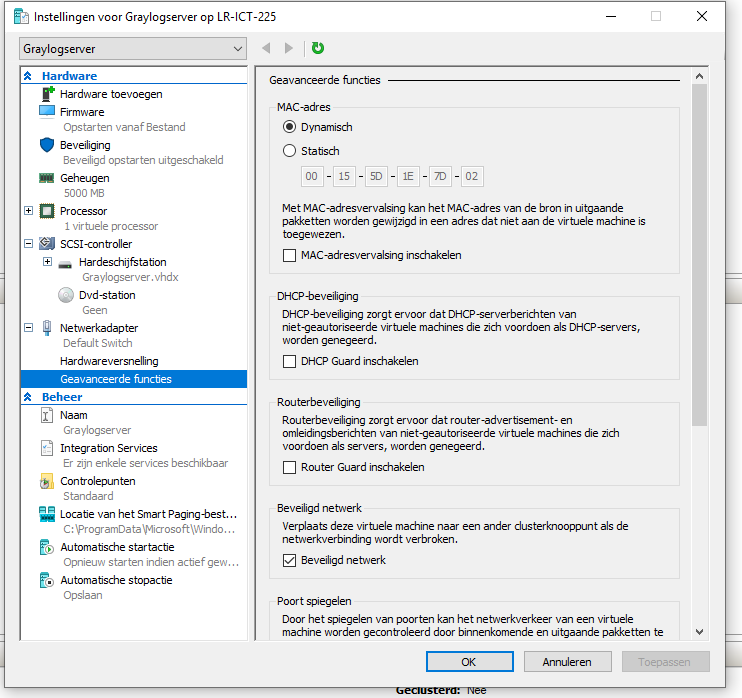 Instellingen voor Graylogserver op LR-ICT-225
Graylogserver
Hardware
Hardware toevoegen
Firmware
Opstarten vanaf Bestand
Beveiliging
Beveiligd opstarten uitgeschakeld
Geheugen
5000 MB
Processor
1 virtuele processor
SCSI-controller
Hardeschijfstation
Graylogserver.vhdx
Dvd-station
Geen
Netwerkadapter
Default Switch
Hardwareversnelling
Geavanceerde functies
Beheer
Naam
Graylogserver
Integration Services
Er zijn enkele services beschikbaar
Controlepunten
Standaard
Locatie van het Smart Paging-best...
C:\ProgramData\Microsoft\Windo...
Automatische startactie
Opnieuw starten indien actief gew...
Automatische stopactie
Opslaan
Geavanceerde functies
MAC-adres
Dynamisch
Statisch
00 - 15 - 5D - 1E - 7D - 02
Met MAC-adresvervalsing kan het MAC-adres van de bron in uitgaande
pakketten worden gewijzigd in een adres dat niet aan de virtuele machine is
toegewezen.
MAC-adresvervalsing inschakelen
DHCP-beveiliging
DHCP-beveiliging zorgt ervoor dat DHCP-serverberichten van
niet-geautoriseerde virtuele machines die zich voordoen als DHCP-servers,
worden genegeerd.
DHCP Guard inschakelen
Routerbeveiliging
Routerbeveiliging zorgt ervoor dat router-advertisement- en
omleidingsberichten van niet-geautoriseerde virtuele machines die zich
voordoen als servers, worden genegeerd.
Router Guard inschakelen
Beveiligd netwerk
Verplaats deze virtuele machine naar een ander clusterknooppunt als de
netwerkverbinding wordt verbroken.
Beveiligd netwerk
Poort spiegelen
Door het spiegelen van poorten kan het netwerkverkeer van een virtuele
machine worden gecontroleerd door binnenkomende en uitgaande pakketten te
OK
Annuleren
Toepassen
Geclusterd: Nee